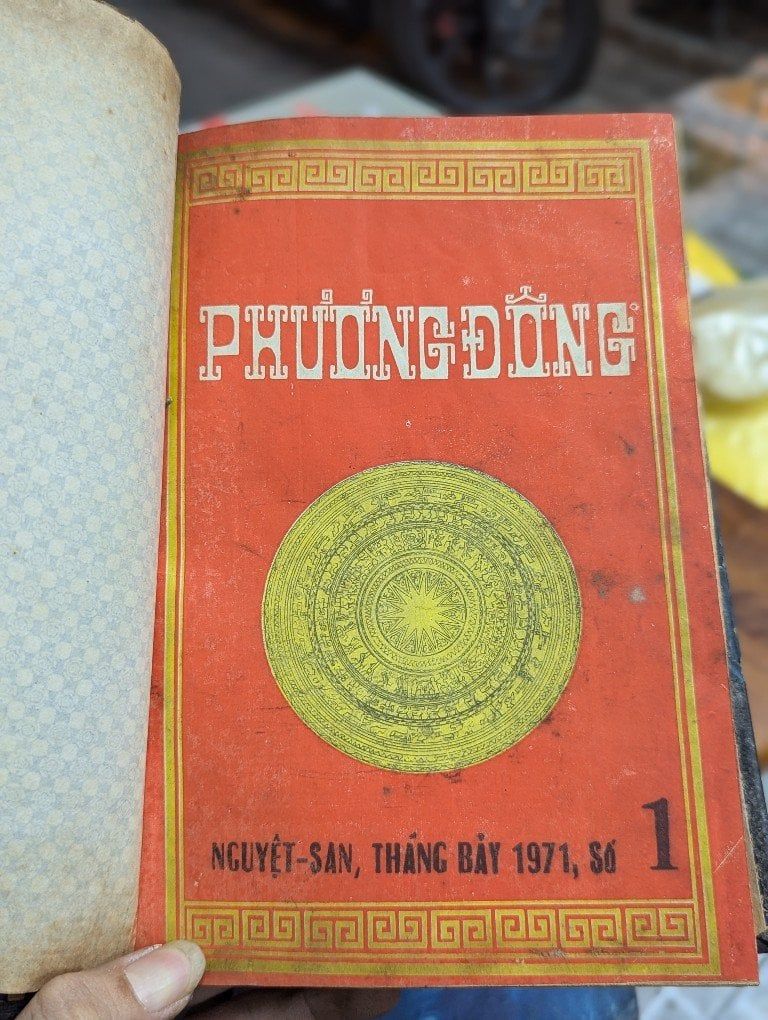 PHƯƠNG-ĐÔNG
NGUYỆT-SAN, THÁNG BẢY 1971, Số 1